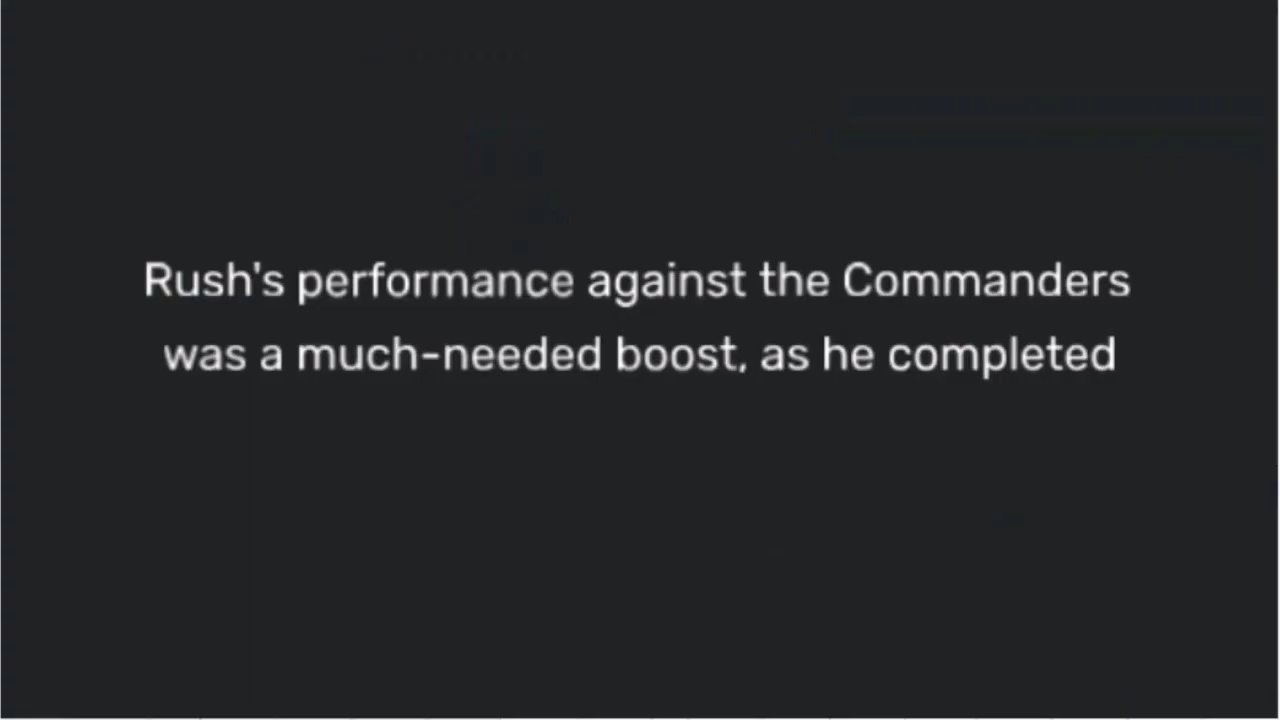 Rush's performance against the Commanders
was a much-needed boost, as he completed